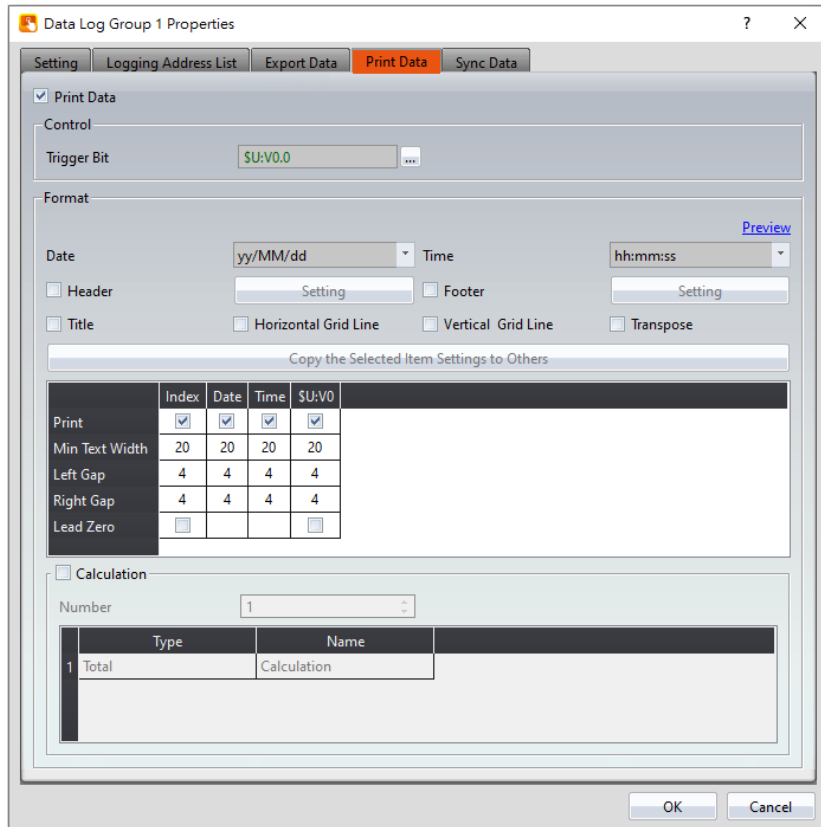 Data Log Group 1 Properties ? ×
Setting Logging Address List Export Data Print Data Sync Data
Print Data
Control
Trigger Bit $U:V0.0 ...
Format
Preview
Date yy/MM/dd Time hh:mm:ss
Header Setting Footer Setting
Title Horizontal Grid Line Vertical Grid Line Transpose
Copy the Selected Item Settings to Others
Index Date Time $U:V0
Print
Min Text Width 20 20 20 20
Left Gap 4 4 4 4
Right Gap 4 4 4 4
Lead Zero
Calculation
Number 1
Type Name
1 Total Calculation
OK Cancel